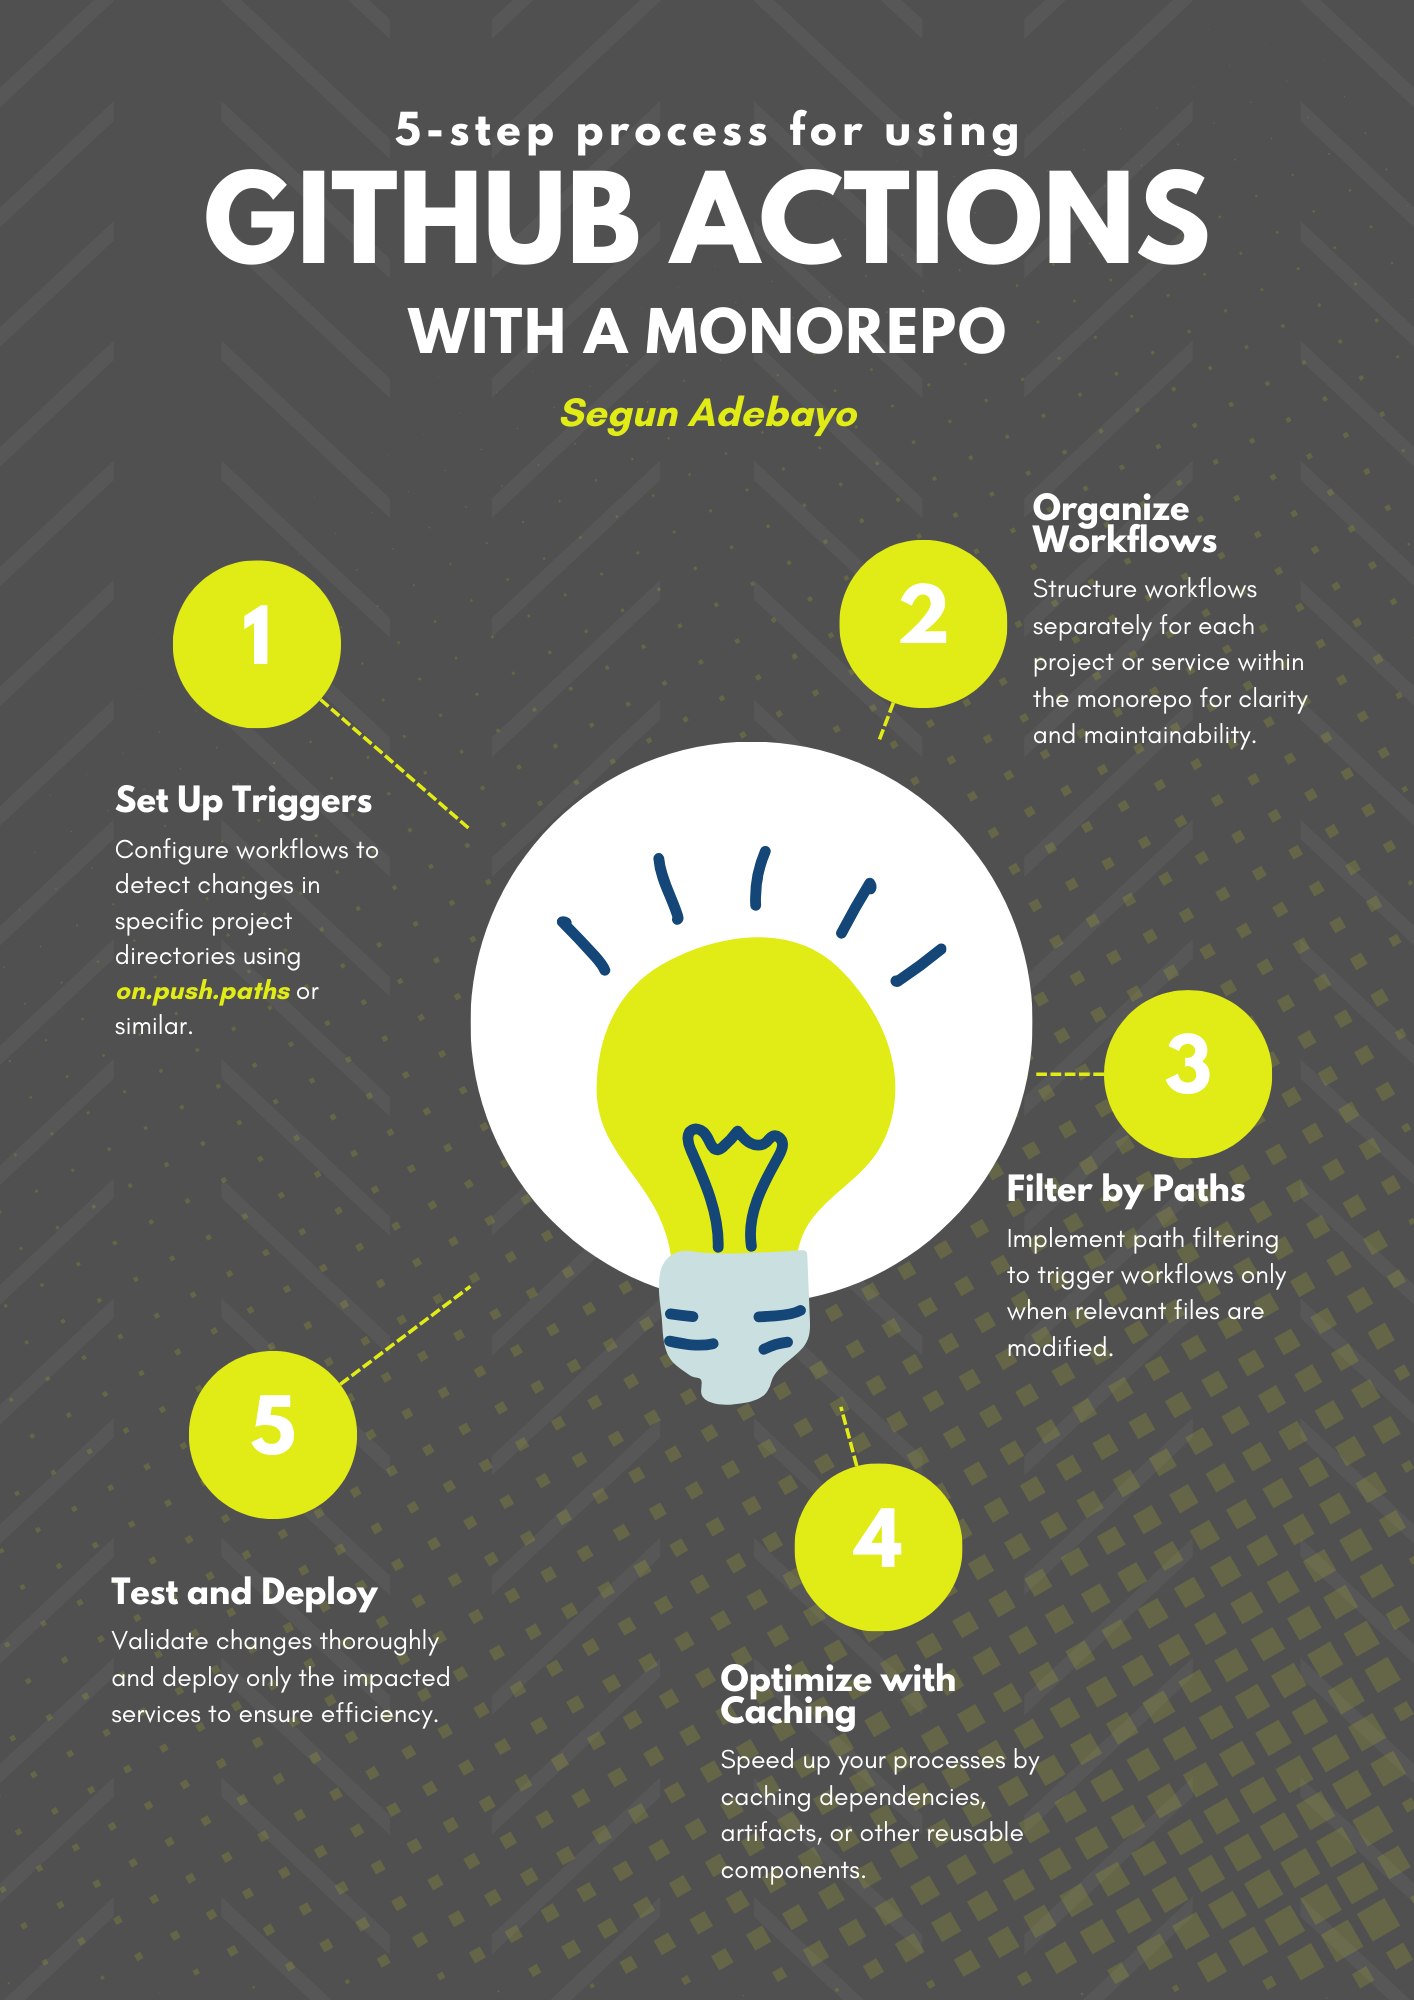 5-step process for using
GITHUB ACTIONS
WITH A MONOREPO
Segun Adebayo
1
Set Up Triggers
Configure workflows to
detect changes in
specific project
directories using
on.push.paths or
similar.
2
Organize
Workflows
Structure workflows
separately for each
project or service within
the monorepo for clarity
and maintainability.
3
Filter by Paths
Implement path filtering
to trigger workflows only
when relevant files are
modified.
4
Optimize with
Caching
Speed up your processes by
caching dependencies,
artifacts, or other reusable
components.
5
Test and Deploy
Validate changes thoroughly
and deploy only the impacted
services to ensure efficiency.